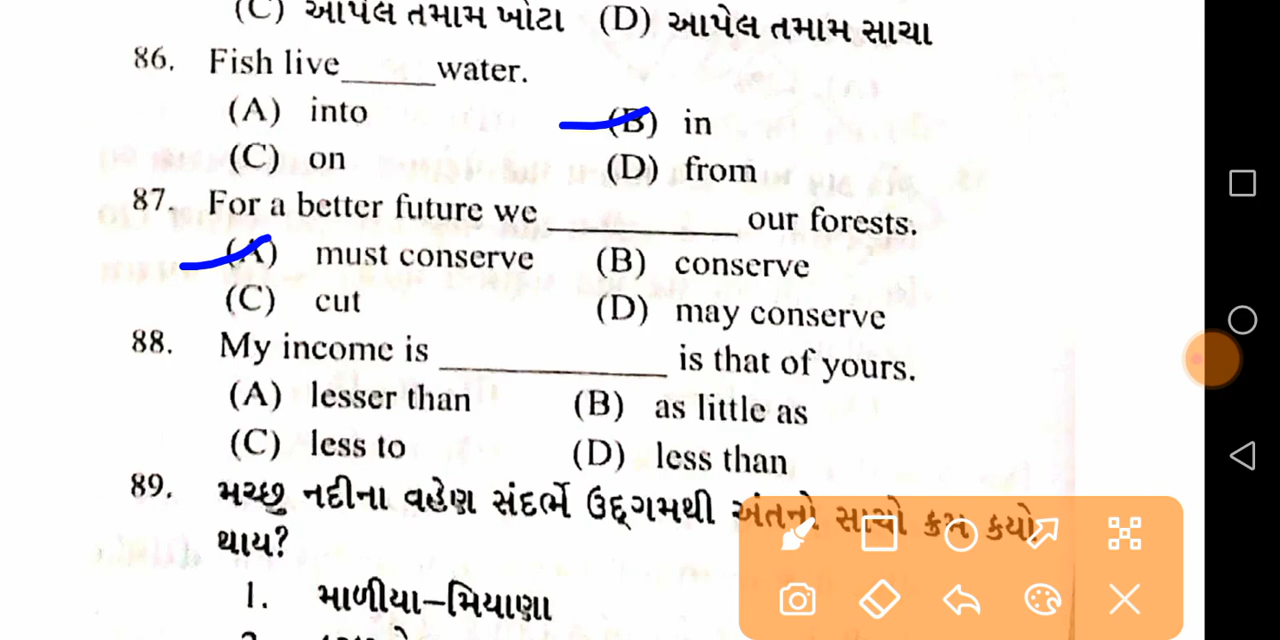 (C) આપેલ તમામ ખોટા (D) આપેલ તમામ સાચા
86. Fish live_____water.
(A) into (B) in
(C) on (D) from
87. For a better future we __________ our forests.
(A) must conserve (B) conserve
(C) cut (D) may conserve
88. My income is ____________ is that of yours.
(A) lesser than (B) as little as
(C) less to (D) less than
89. મચ્છુ નદીના વહેણ સંદર્ભે ઉદ્દગમથી અંતનો સાચો ક્રમ કયો
થાય?
1. માળીયા–મિયાણા